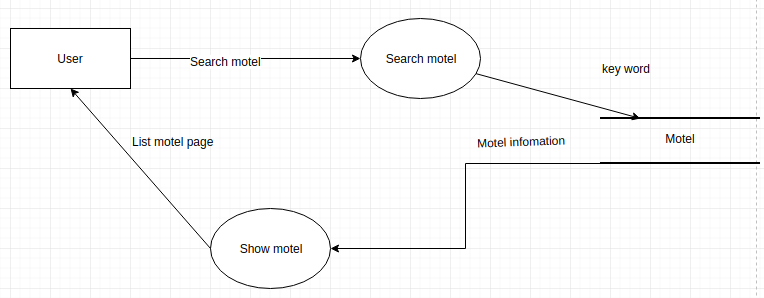 User
Search motel
Search motel
key word
Motel
Motel infomation
List motel page
Show motel